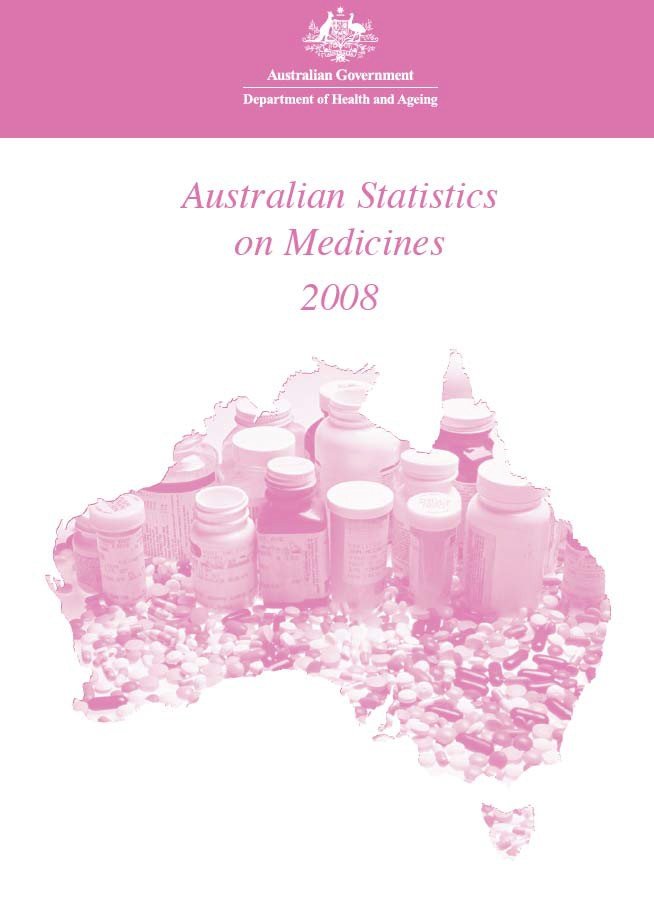 Australian Government
Department of Health and Ageing
Australian Statistics
on Medicines
2008